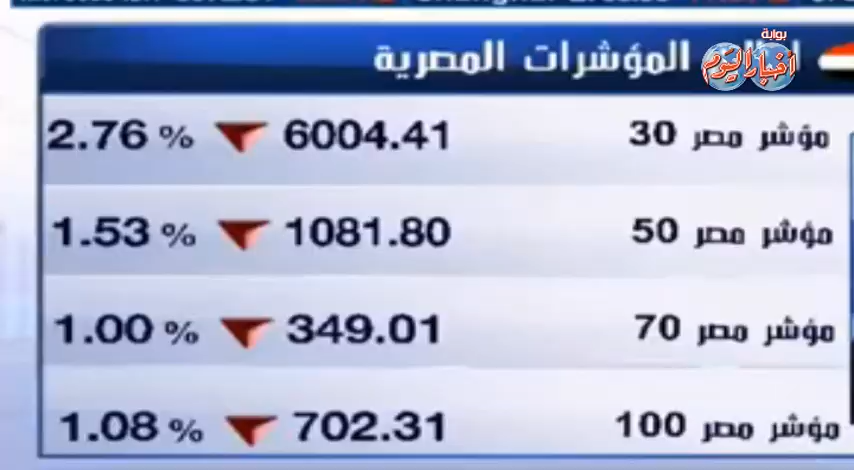 بوابة
أخبار اليوم
المؤشرات المصرية
مؤشر مصر 30 6004.41 2.76 %
مؤشر مصر 50 1081.80 1.53 %
مؤشر مصر 70 349.01 1.00 %
مؤشر مصر 100 702.31 1.08 %